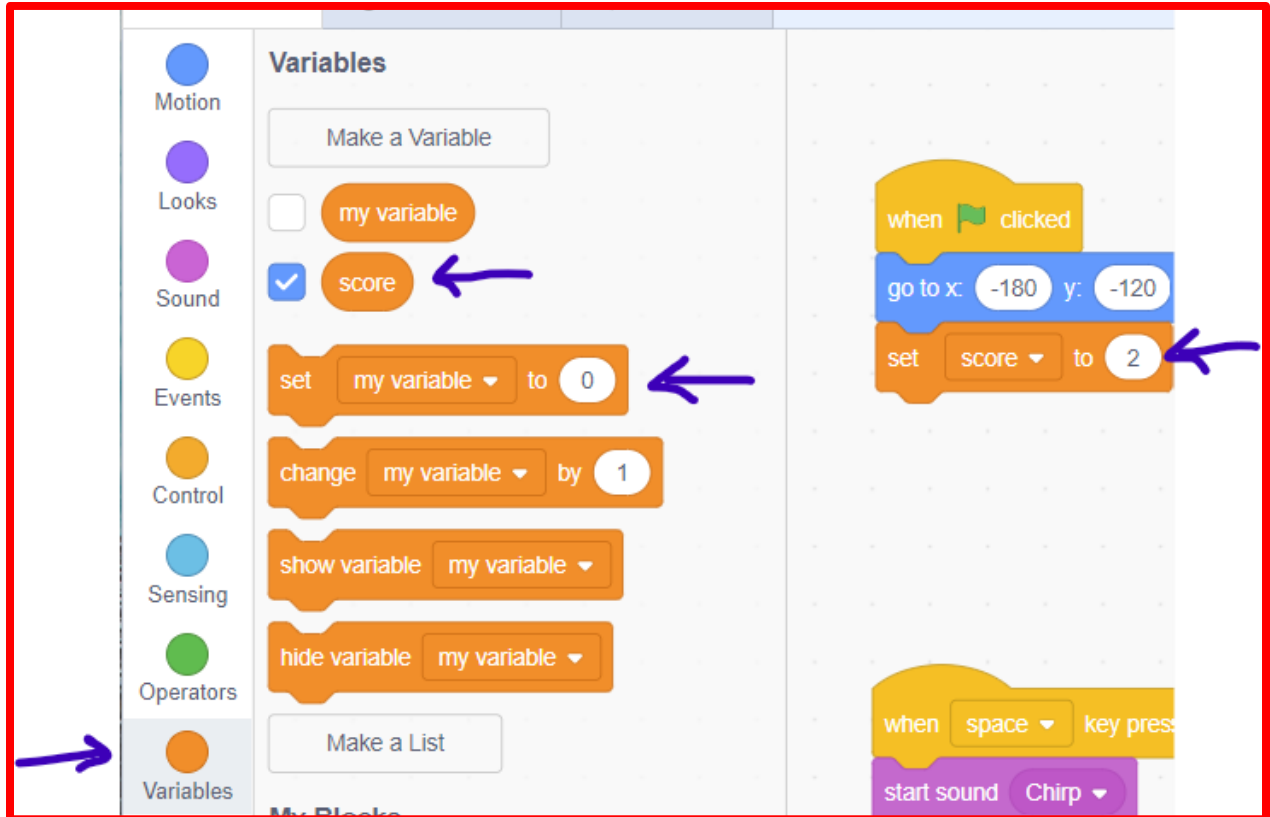 Motion
Looks
Sound
Events
Control
Sensing
Operators
Variables
Variables
Make a Variable
my variable
score
set my variable to 0
change my variable by 1
show variable my variable
hide variable my variable
Make a List
My Blocks
when clicked
go to x: -180 y: -120
set score to 2
when space key press
start sound Chirp